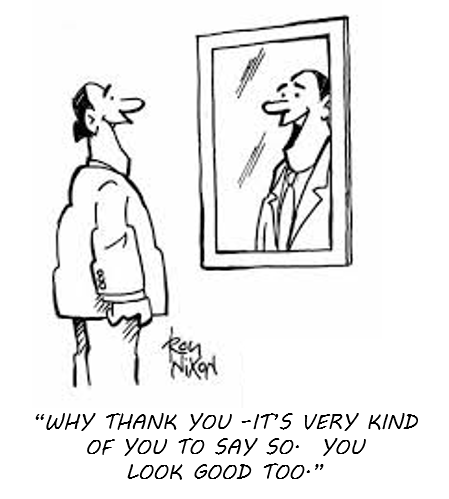 Roy
Nixon
"WHY THANK YOU -IT'S VERY KIND
OF YOU TO SAY SO. YOU
LOOK GOOD TOO."